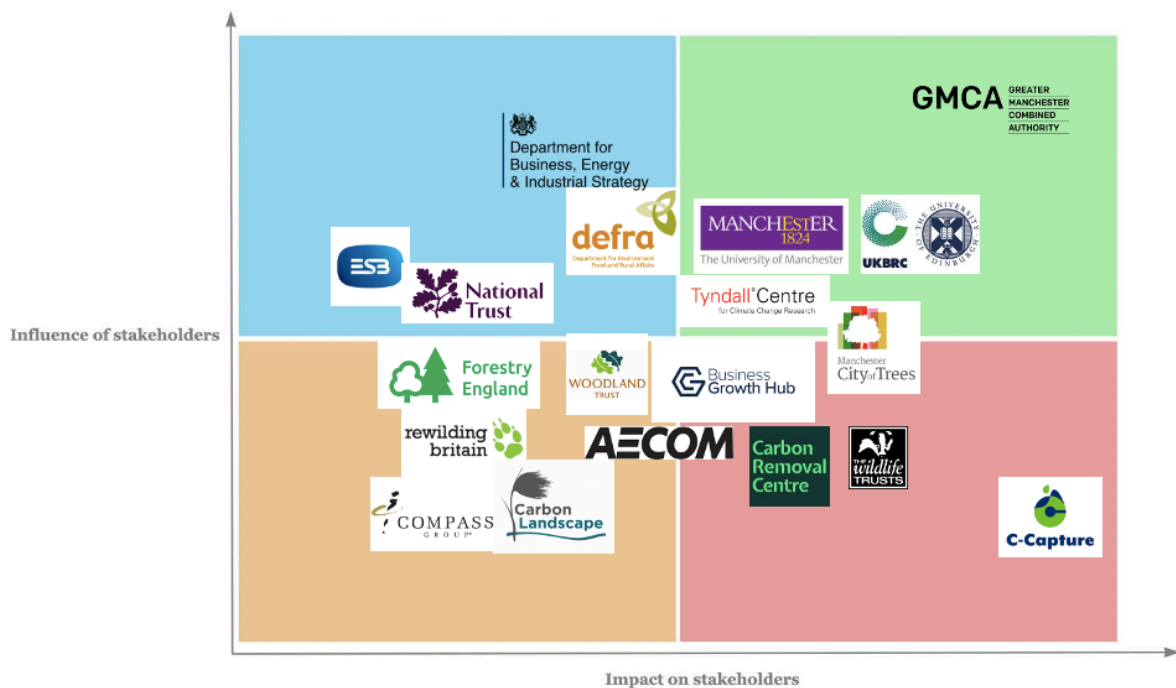 GMCA
GREATER
MANCHESTER
COMBINED
AUTHORITY
Department for
Business, Energy
& Industrial Strategy
defra
Department for Environment
Food and Rural Affairs
MANCHESTER
1824
The University of Manchester
UKBRC
THE UNIVERSITY OF EDINBURGH
ESB
National
Trust
Tyndall°Centre
for Climate Change Research
Manchester
City of Trees
Influence of stakeholders
Forestry
England
WOODLAND
TRUST
Business
Growth Hub
rewilding
britain
AECOM
Carbon
Removal
Centre
THE
wildlife
TRUSTS
COMPASS
GROUP
Carbon
Landscape
C-Capture
Impact on stakeholders